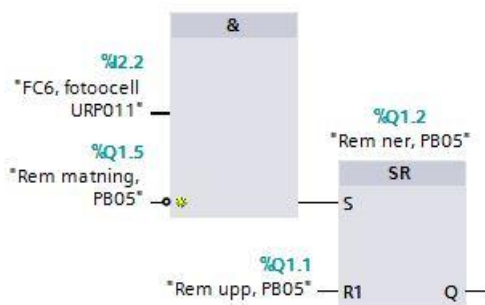 &
%I2.2
"FC6, fotoocell
URP011"
%Q1.5
"Rem matning,
PB05"
%Q1.2
"Rem ner, PB05"
SR
S
%Q1.1
"Rem upp, PB05"
R1
Q